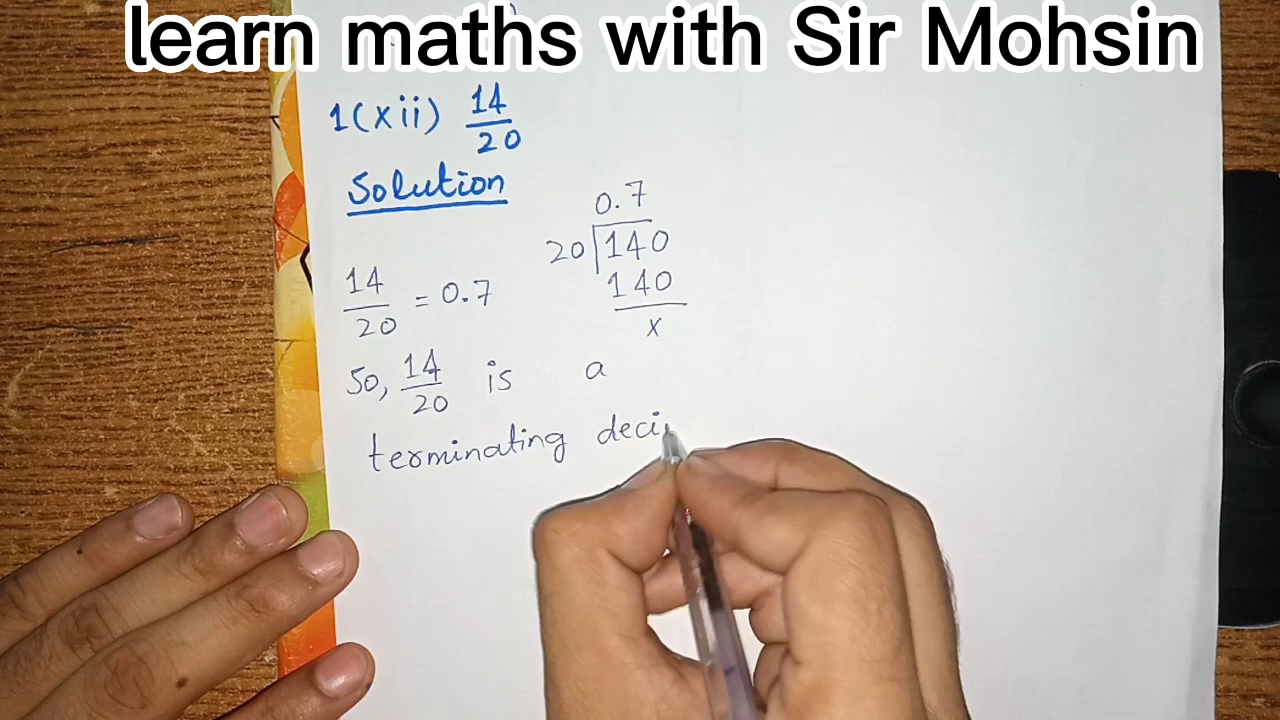 learn maths with Sir Mohsin
1(xii) 14/20
Solution
0.7
20 140
140
x
14/20 = 0.7
So, 14/20 is a
terminating deci